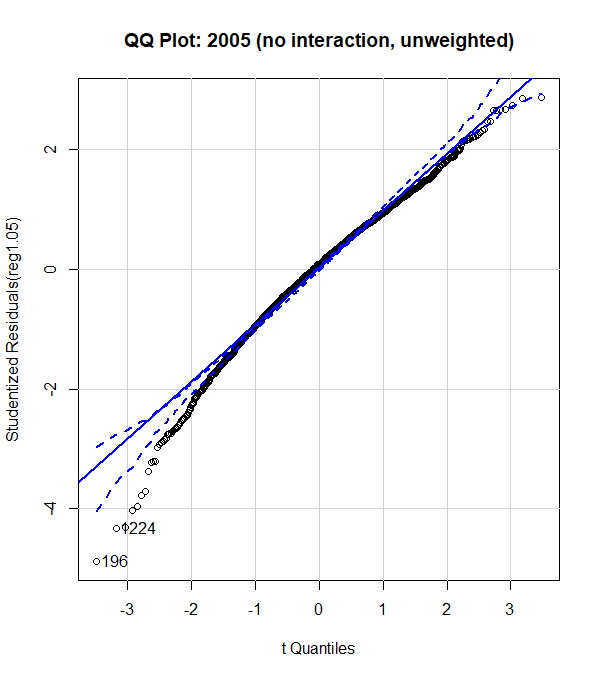 QQ Plot: 2005 (no interaction, unweighted)
Studentized Residuals(reg1.05)
2
0
-2
-4
1224
196
-3 -2 -1 0 1 2 3
t Quantiles